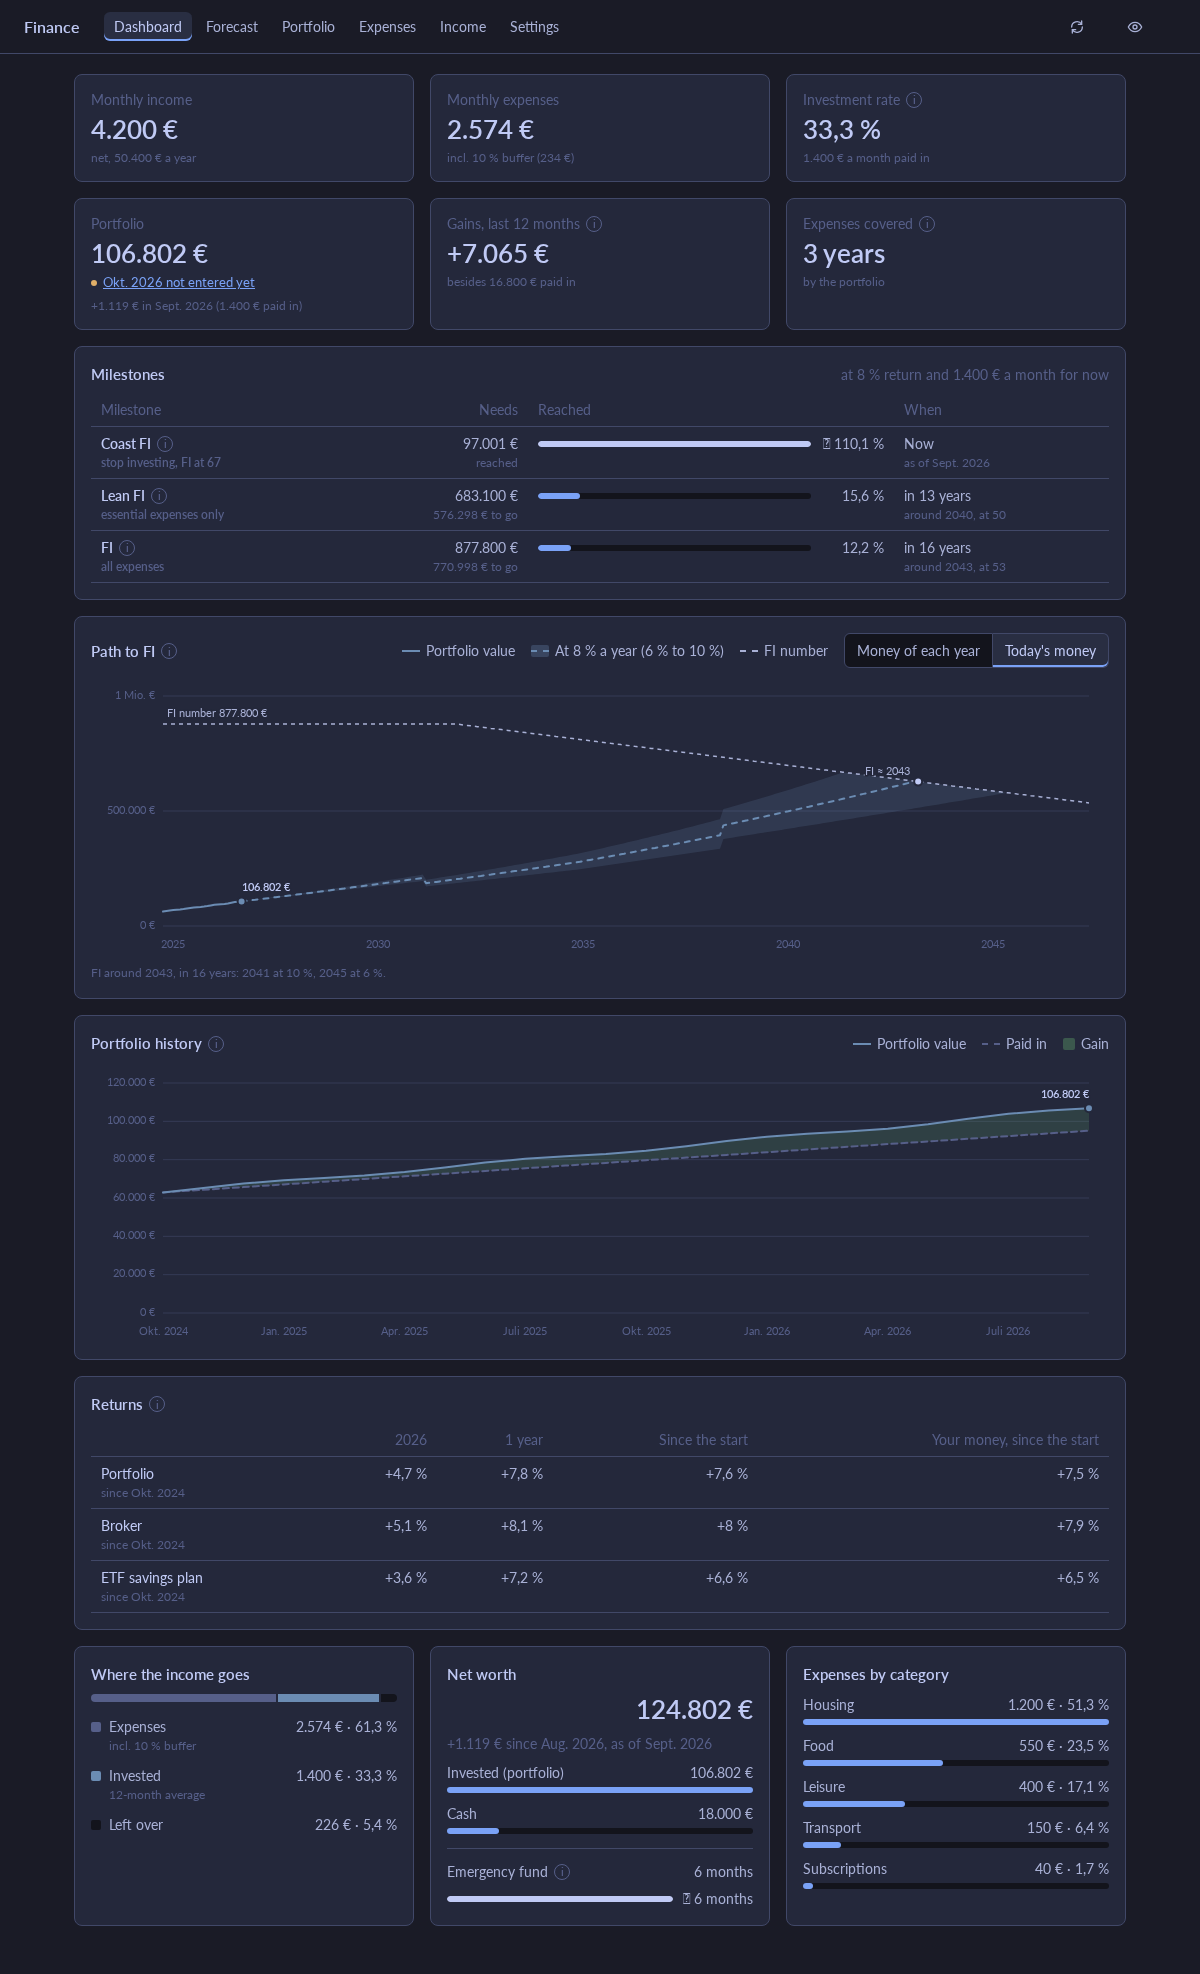 Finance Dashboard Forecast Portfolio Expenses Income Settings
Monthly income
4.200 €
net, 50.400 € a year
Monthly expenses
2.574 €
incl. 10 % buffer (234 €)
Investment rate
33,3 %
1.400 € a month paid in
Portfolio
106.802 €
Okt. 2026 not entered yet
+1.119 € in Sept. 2026 (1.400 € paid in)
Gains, last 12 months
+7.065 €
besides 16.800 € paid in
Expenses covered
3 years
by the portfolio
Milestones at 8 % return and 1.400 € a month for now
Milestone Needs Reached When
Coast FI 97.001 € 110,1 % Now
stop investing, FI at 67 reached as of Sept. 2026
Lean FI 683.100 € 15,6 % in 13 years
essential expenses only 576.298 € to go around 2040, at 50
FI 877.800 € 12,2 % in 16 years
all expenses 770.998 € to go around 2043, at 53
Path to FI Portfolio value At 8 % a year (6 % to 10 %) FI number Money of each year Today's money
1 Mio. €
FI number 877.800 €
FI ≈ 2043
500.000 €
106.802 €
0 €
2025 2030 2035 2040 2045
FI around 2043, in 16 years: 2041 at 10 %, 2045 at 6 %.
Portfolio history Portfolio value Paid in Gain
120.000 €
106.802 €
100.000 €
80.000 €
60.000 €
40.000 €
20.000 €
0 €
Okt. 2024 Jan. 2025 Apr. 2025 Juli 2025 Okt. 2025 Jan. 2026 Apr. 2026 Juli 2026
Returns
2026 1 year Since the start Your money, since the start
Portfolio +4,7 % +7,8 % +7,6 % +7,5 %
since Okt. 2024
Broker +5,1 % +8,1 % +8 % +7,9 %
since Okt. 2024
ETF savings plan +3,6 % +7,2 % +6,6 % +6,5 %
since Okt. 2024
Where the income goes
Expenses 2.574 € · 61,3 %
incl. 10 % buffer
Invested 1.400 € · 33,3 %
12-month average
Left over 226 € · 5,4 %
Net worth
124.802 €
+1.119 € since Aug. 2026, as of Sept. 2026
Invested (portfolio) 106.802 €
Cash 18.000 €
Emergency fund 6 months
6 months
Expenses by category
Housing 1.200 € · 51,3 %
Food 550 € · 23,5 %
Leisure 400 € · 17,1 %
Transport 150 € · 6,4 %
Subscriptions 40 € · 1,7 %